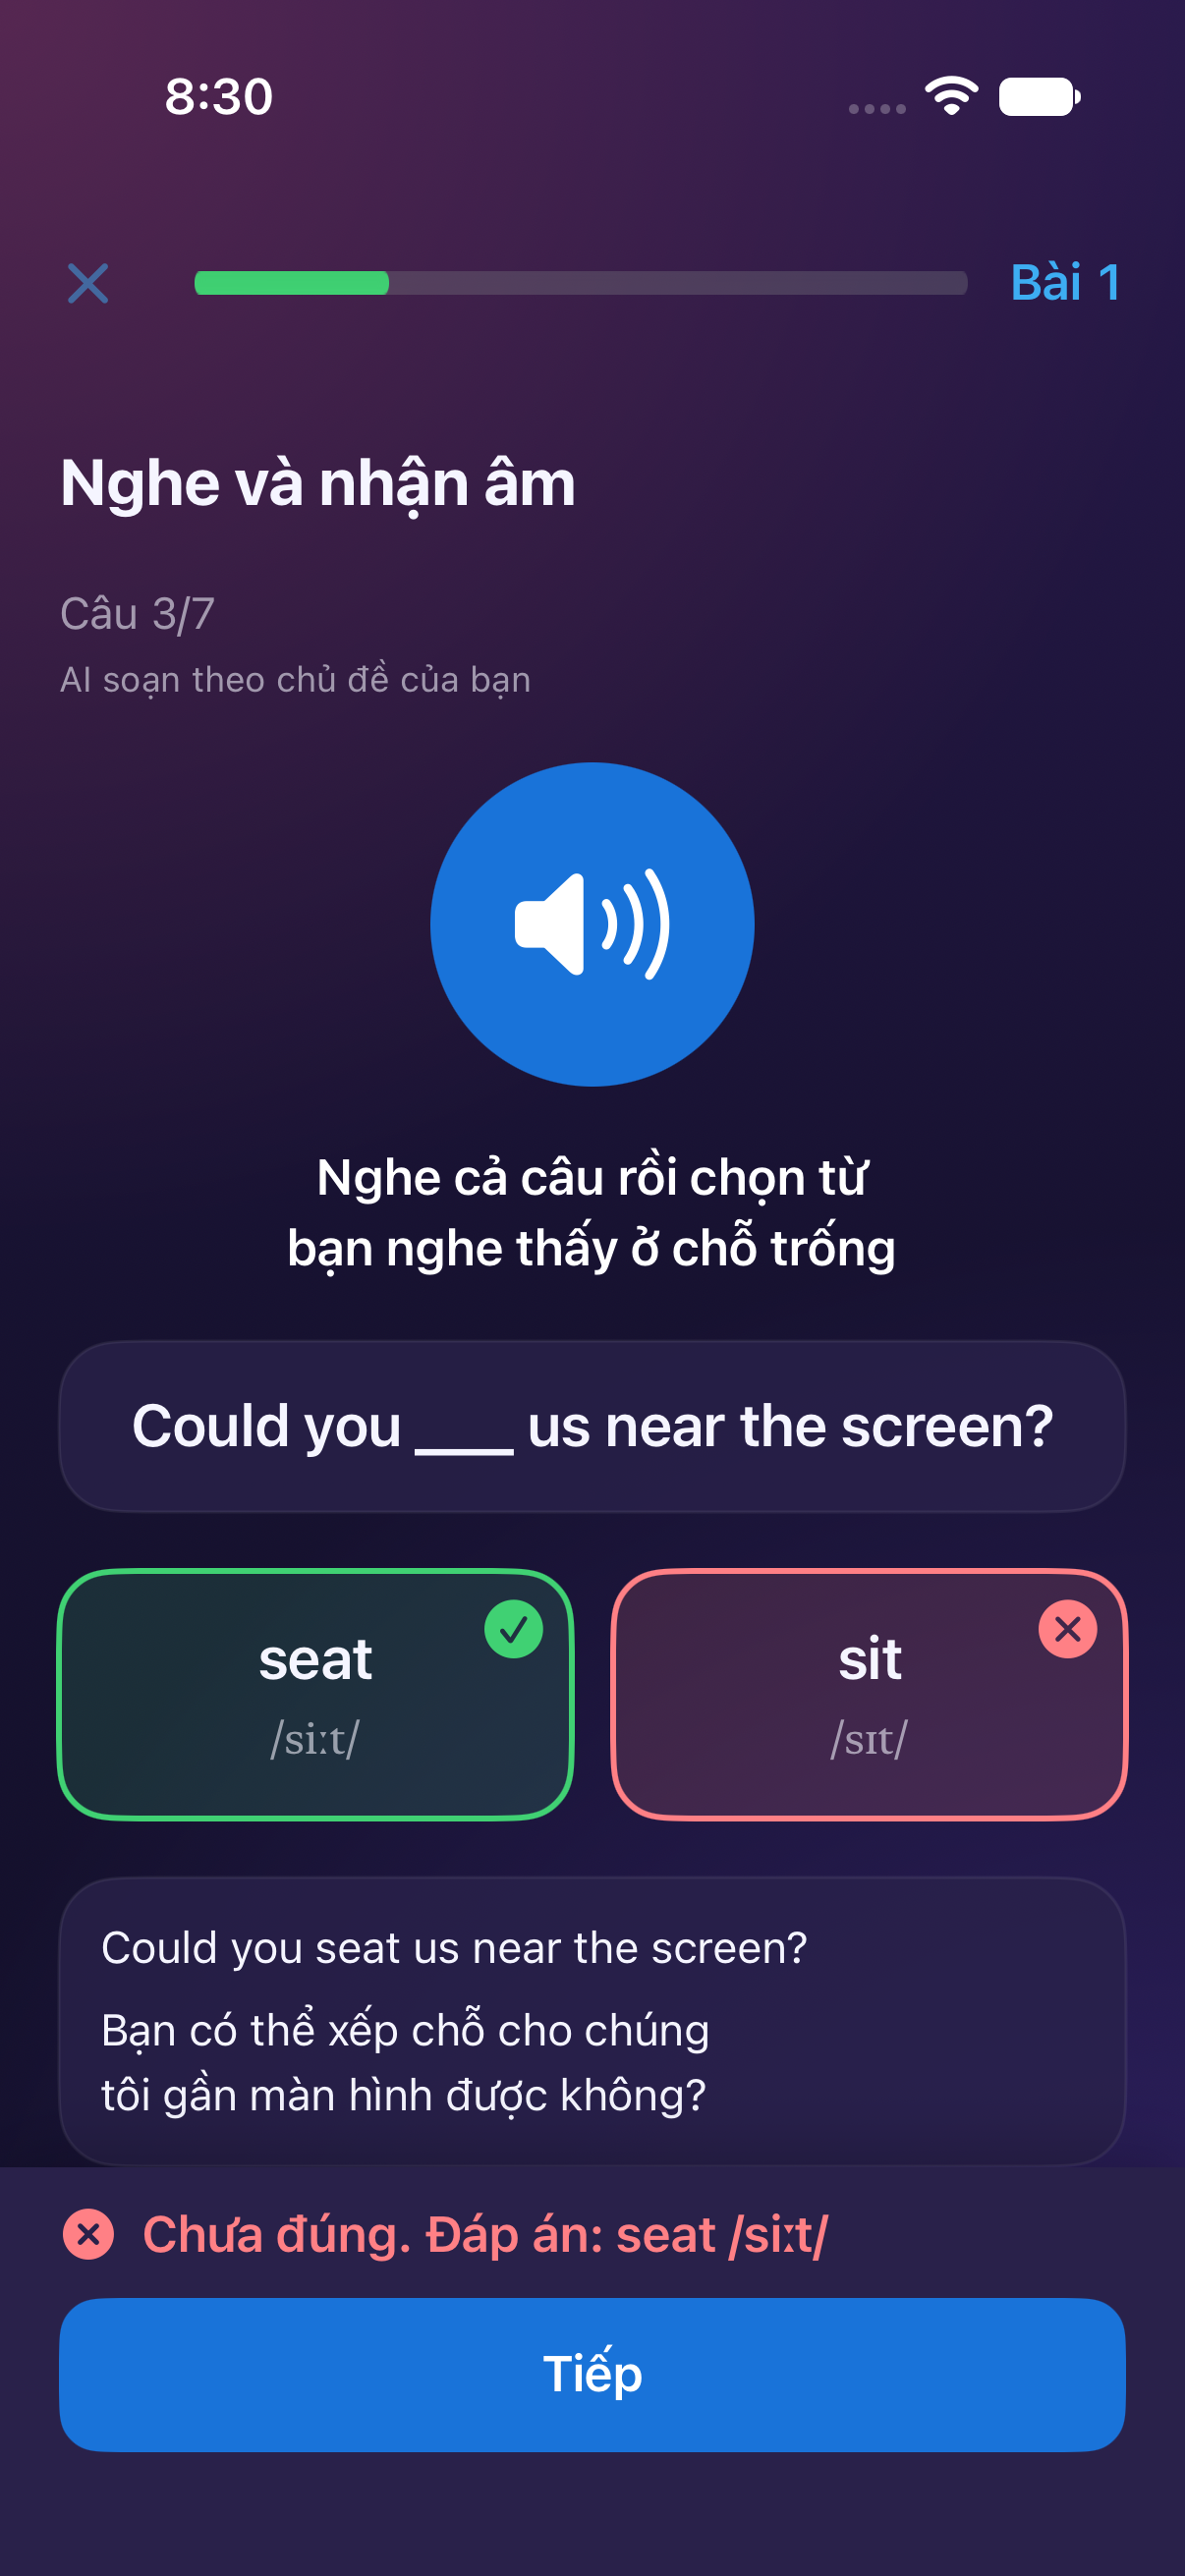 8:30
Bài 1
Nghe và nhận âm
Câu 3/7
AI soạn theo chủ đề của bạn
Nghe cả câu rồi chọn từ
bạn nghe thấy ở chỗ trống
Could you ____ us near the screen?
seat
/siːt/
sit
/sɪt/
Could you seat us near the screen?
Bạn có thể xếp chỗ cho chúng
tôi gần màn hình được không?
Chưa đúng. Đáp án: seat /siːt/
Tiếp